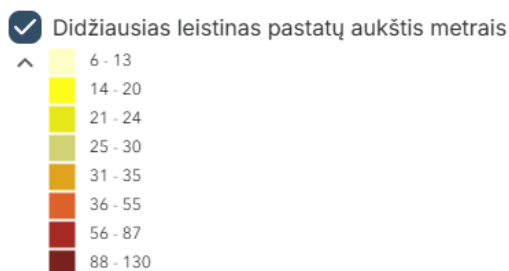 Didžiausias leistinas pastatų aukštis metrais
6 - 13
14 - 20
21 - 24
25 - 30
31 - 35
36 - 55
56 - 87
88 - 130